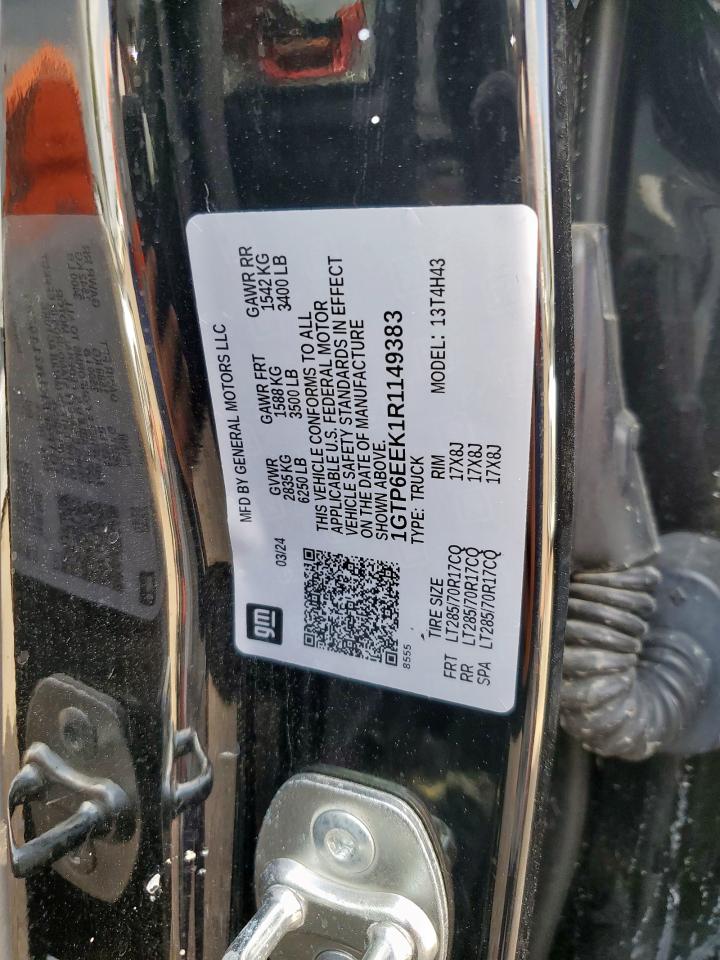 gm
MFD BY GENERAL MOTORS LLC
03/24
GVWR GAWR FRT GAWR RR
2835 KG 1588 KG 1542 KG
6250 LB 3500 LB 3400 LB
THIS VEHICLE CONFORMS TO ALL
APPLICABLE U.S. FEDERAL MOTOR
VEHICLE SAFETY STANDARDS IN EFFECT
ON THE DATE OF MANUFACTURE
SHOWN ABOVE.
1GTP6EEK1R1149383
8555
TYPE: TRUCK MODEL: 13T4H43
TIRE SIZE RIM
FRT LT285/70R17CQ 17X8J
RR LT285/70R17CQ 17X8J
SPA LT285/70R17CQ 17X8J